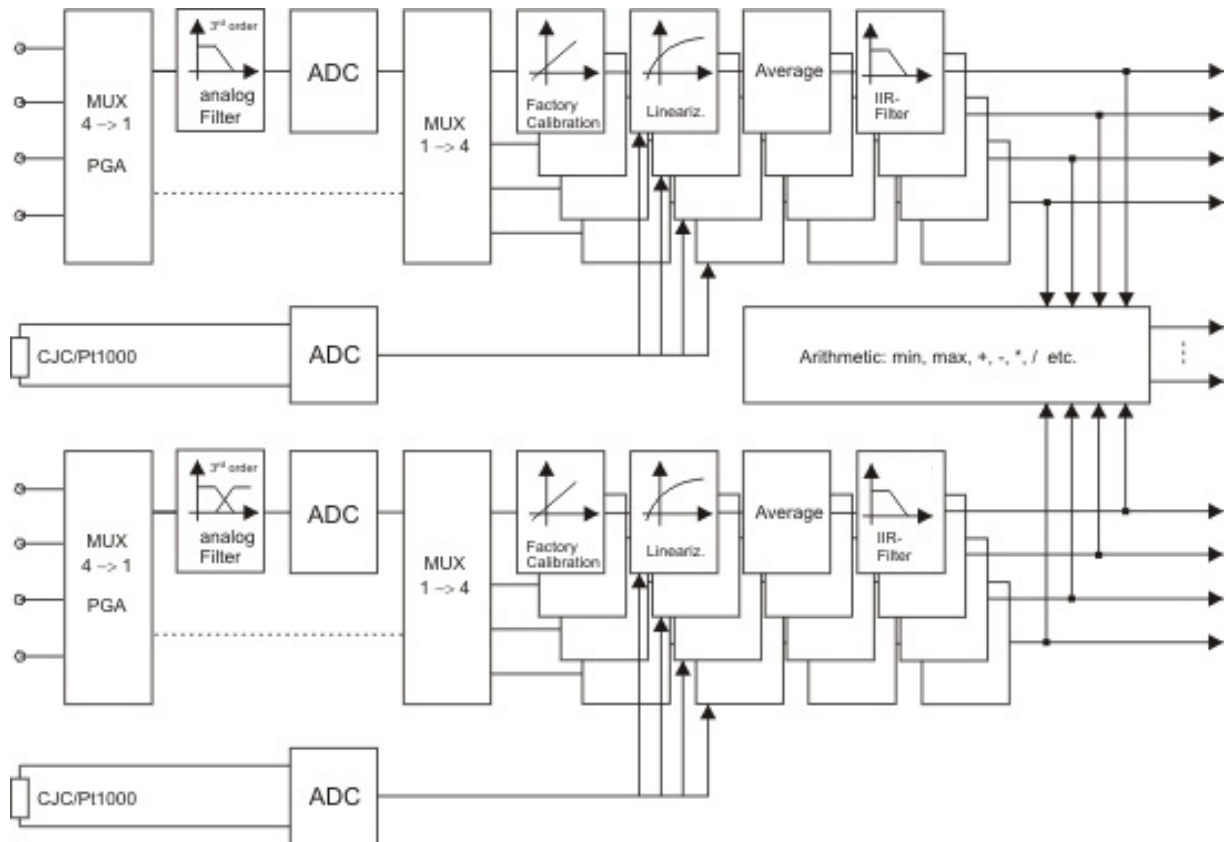 3rd order
analog
Filter
MUX
4 –> 1
PGA
ADC
MUX
1 –> 4
Factory
Calibration
Lineariz.
Average
IIR-
Filter
CJC/Pt1000
ADC
Arithmetic: min, max, +, -, *, / etc.
3rd order
analog
Filter
MUX
4 –> 1
PGA
ADC
MUX
1 –> 4
Factory
Calibration
Lineariz.
Average
IIR-
Filter
CJC/Pt1000
ADC